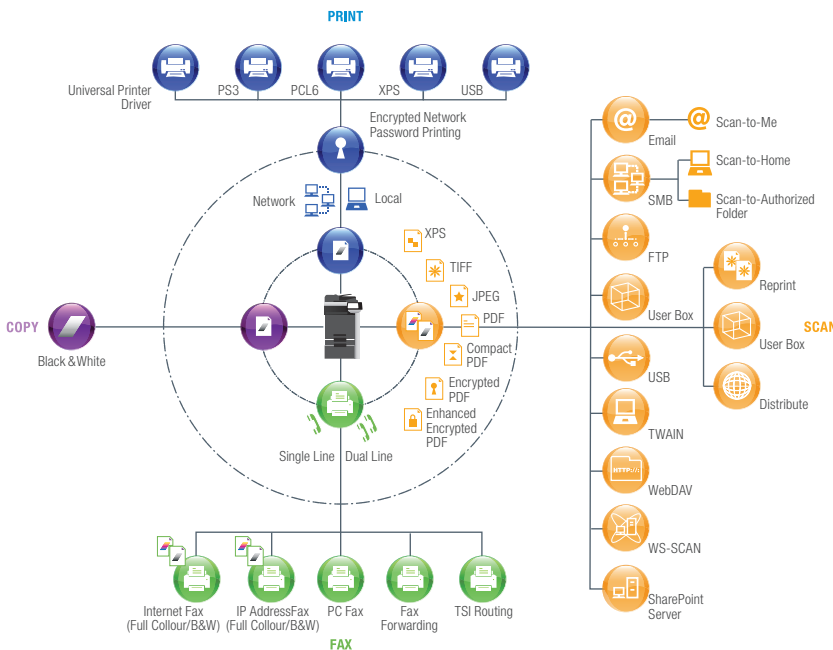 PRINT
Universal Printer
Driver
PS3
PCL6
XPS
USB
Encrypted Network
Password Printing
Network
Local
XPS
TIFF
JPEG
PDF
Compact
PDF
Encrypted
PDF
Enhanced
Encrypted
PDF
COPY
Black &White
Single Line
Dual Line
@
Email
@
Scan-to-Me
SMB
Scan-to-Home
Scan-to-Authorized
Folder
FTP
User Box
Reprint
User Box
Distribute
SCAN
USB
TWAIN
HTTP://
WebDAV
WS-SCAN
SharePoint
Server
Internet Fax
(Full Collour/B&W)
IP AddressFax
(Full Collour/B&W)
PC Fax
Fax
Forwarding
TSI Routing
FAX